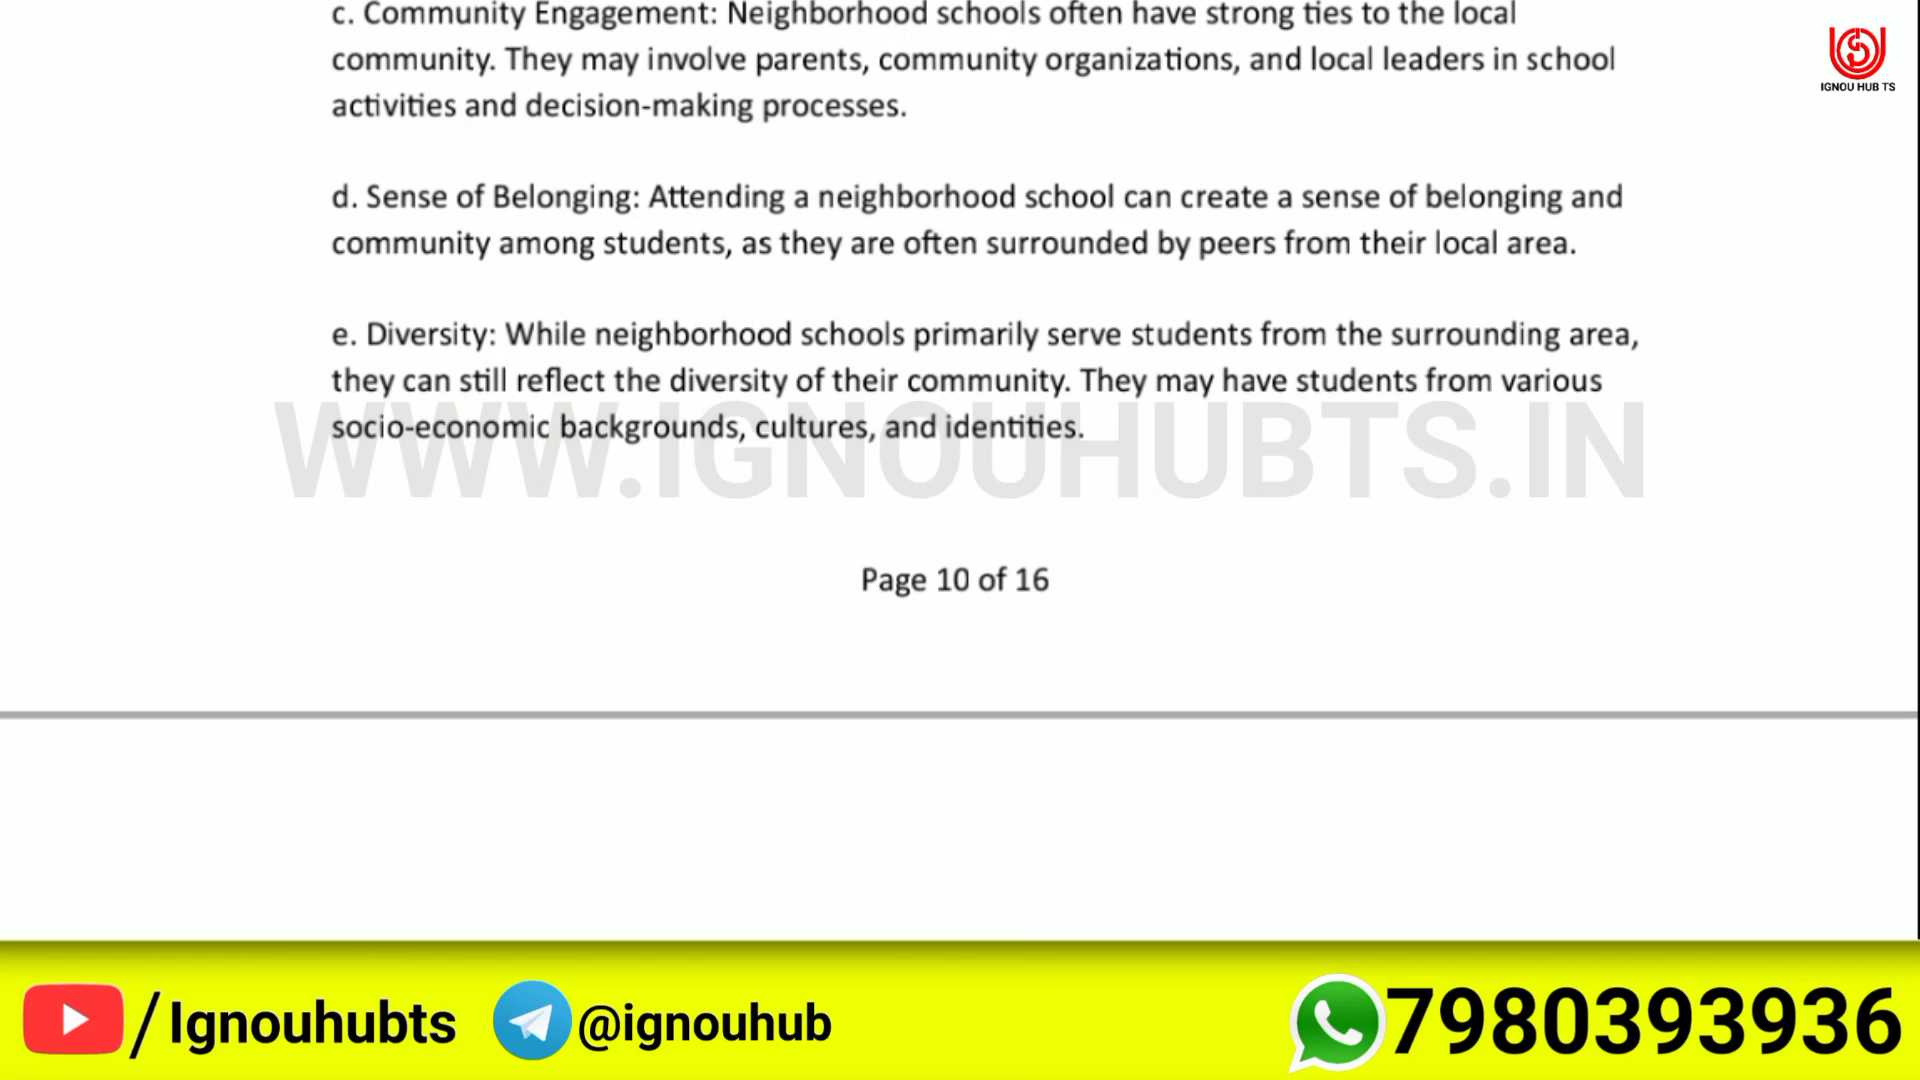 c. Community Engagement: Neighborhood schools often have strong ties to the local
community. They may involve parents, community organizations, and local leaders in school
activities and decision-making processes.
IGNOU HUB TS
d. Sense of Belonging: Attending a neighborhood school can create a sense of belonging and
community among students, as they are often surrounded by peers from their local area.
e. Diversity: While neighborhood schools primarily serve students from the surrounding area,
they can still reflect the diversity of their community. They may have students from various
socio-economic backgrounds, cultures, and identities.
WWW.IGNOUHUBTS.IN
Page 10 of 16
/Ignouhubts
@ignouhub
7980393936